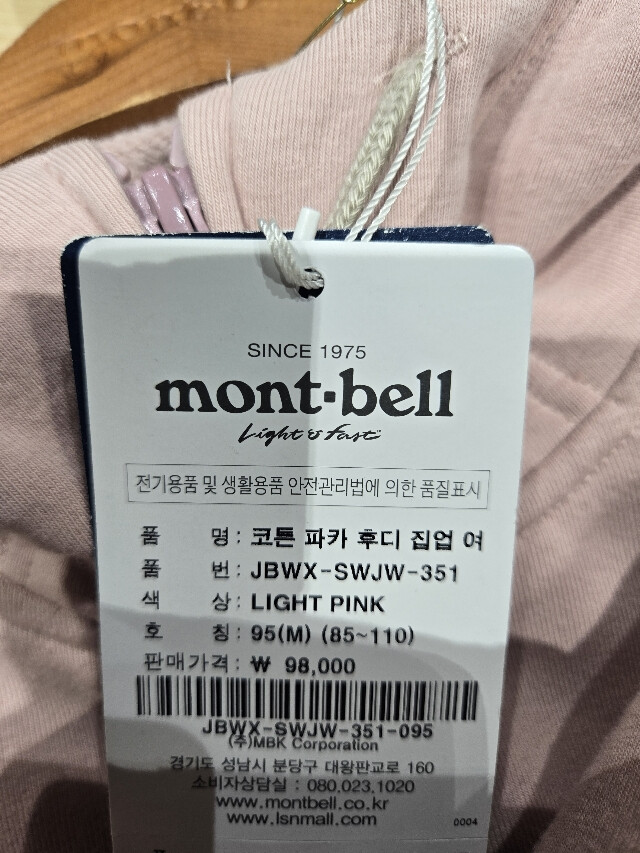 SINCE 1975
mont-bell
Light & Fast
전기용품 및 생활용품 안전관리법에 의한 품질표시
품 명 : 코튼 파카 후디 집업 여
품 번 : JBWX-SWJW-351
색 상 : LIGHT PINK
호 칭 : 95(M) (85~110)
판매가격 : ₩ 98,000
JBWX-SWJW-351-095
(주)MBK Corporation
경기도 성남시 분당구 대왕판교로 160
소비자상담실 : 080.023.1020
www.montbell.co.kr
www.lsnmall.com
0004